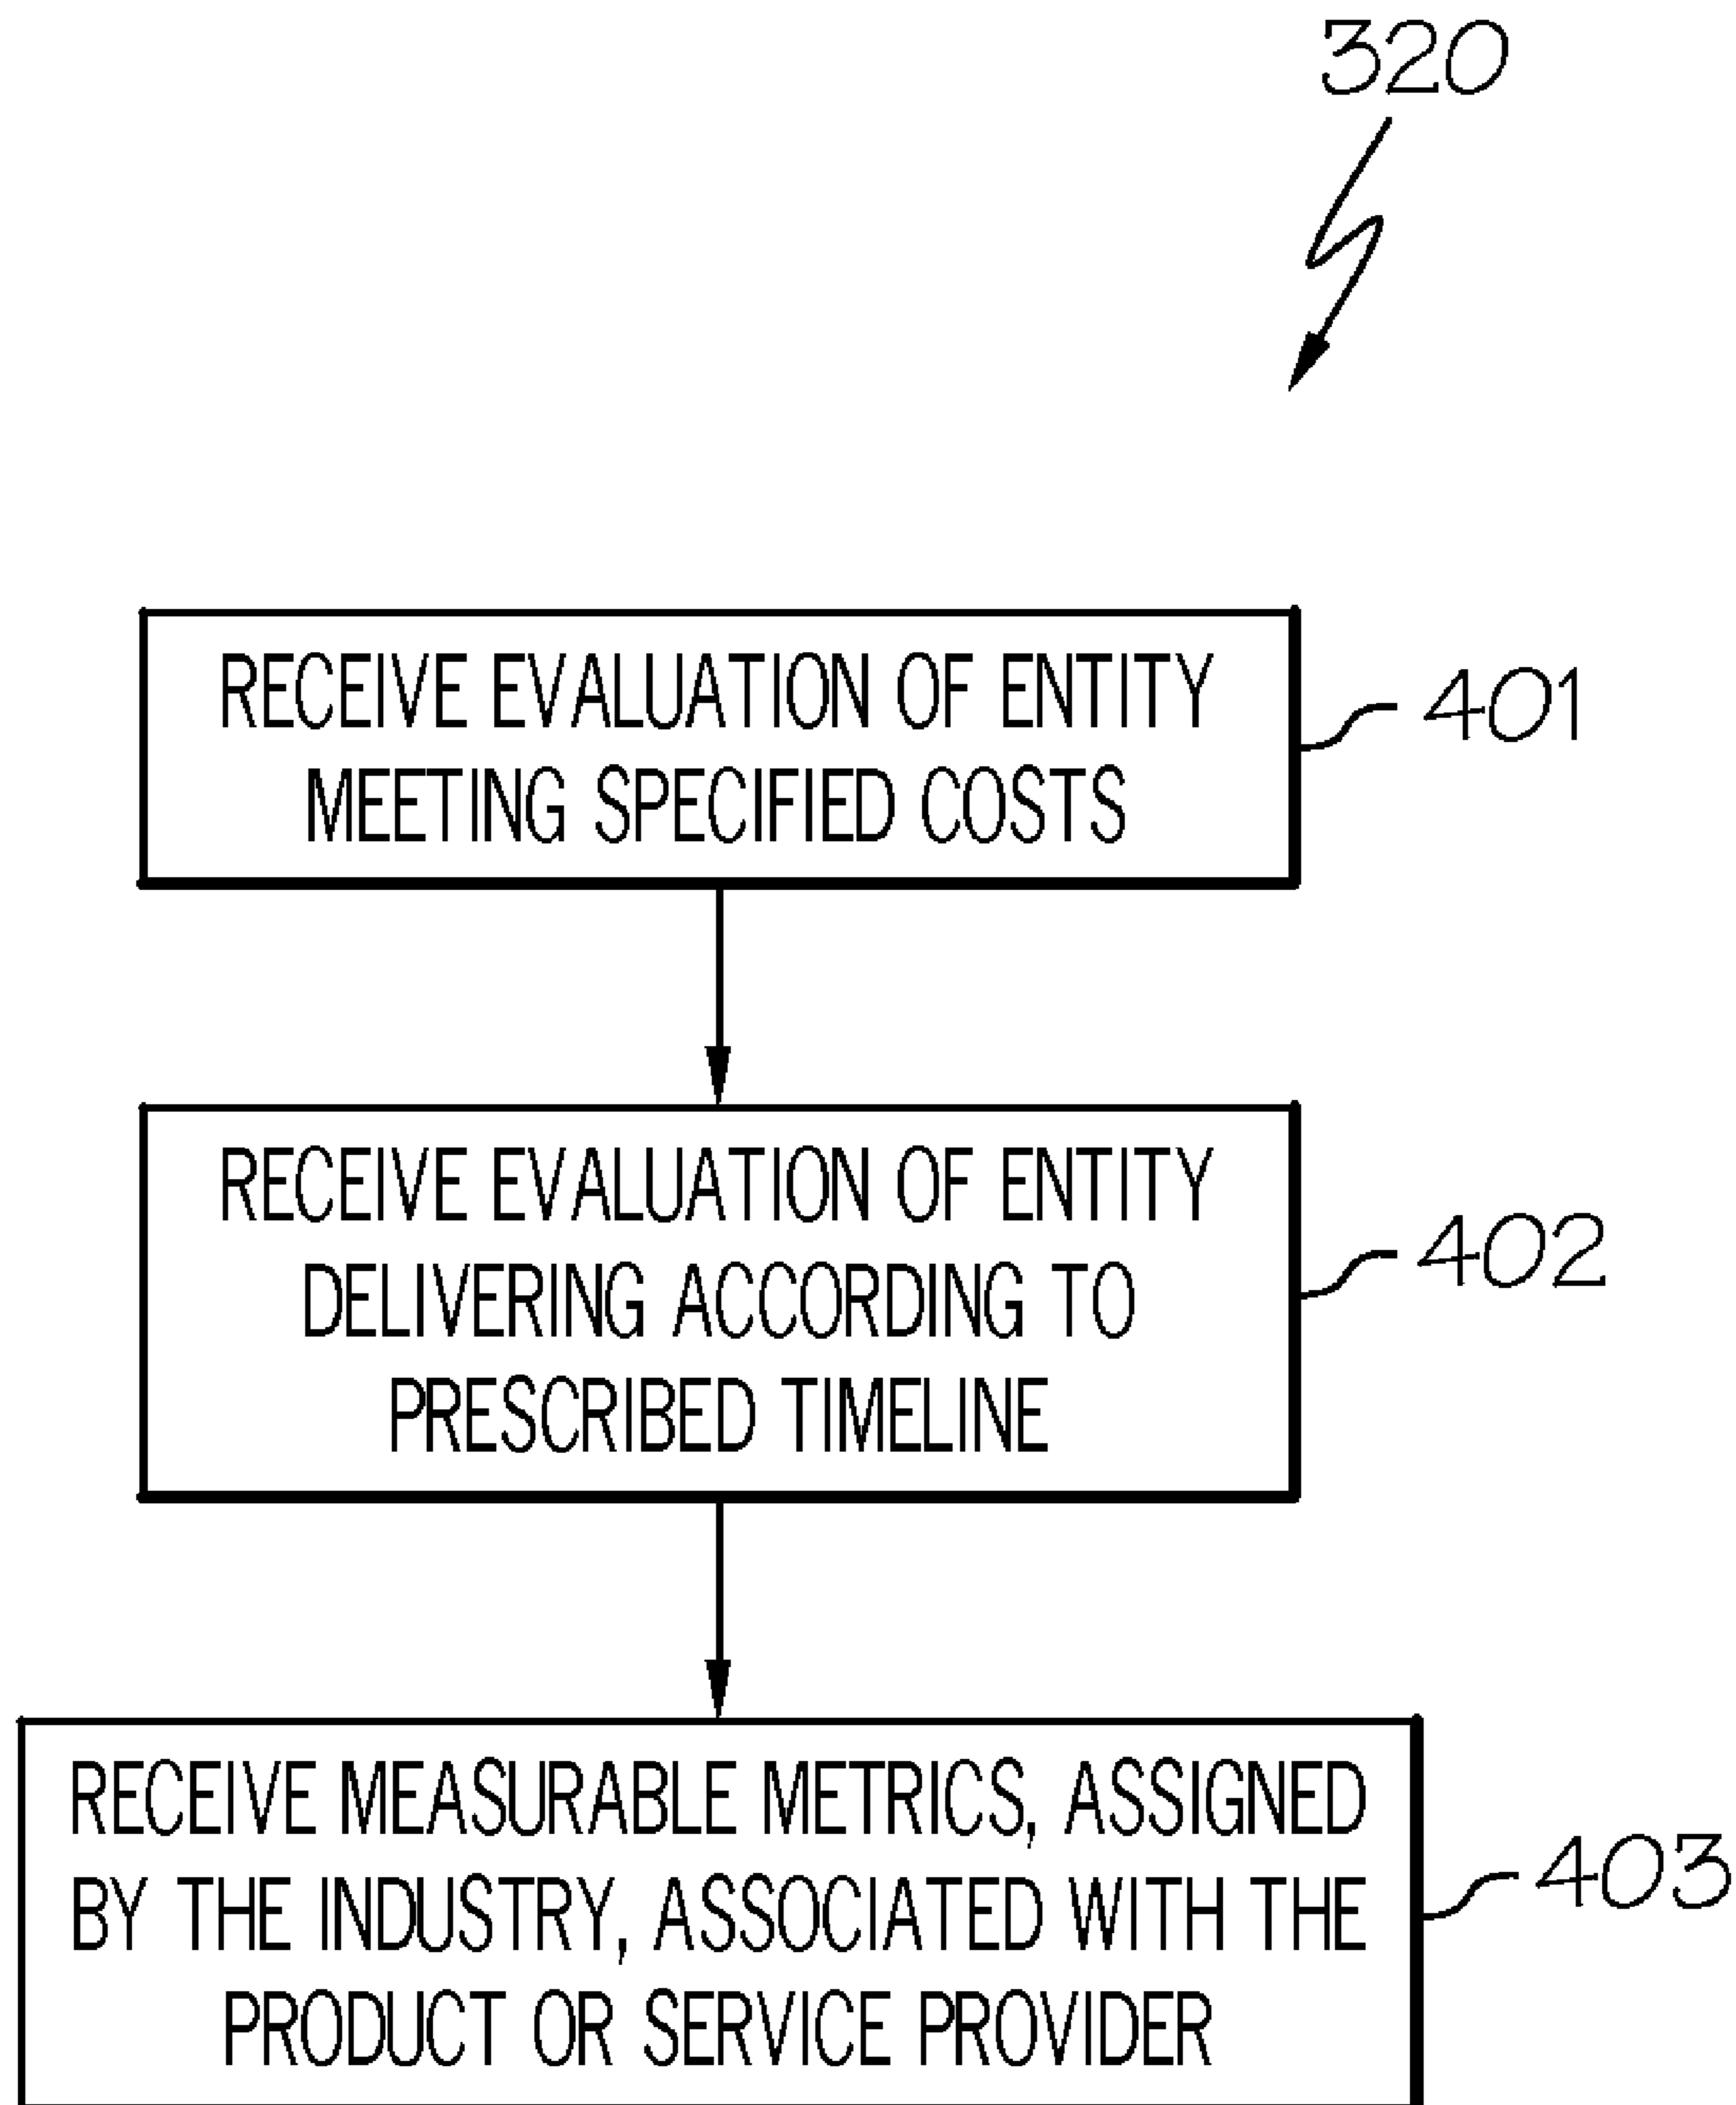 320
RECEIVE EVALUATION OF ENTITY
MEETING SPECIFIED COSTS
401
RECEIVE EVALUATION OF ENTITY
DELIVERING ACCORDING TO
PRESCRIBED TIMELINE
402
RECEIVE MEASURABLE METRICS, ASSIGNED
BY THE INDUSTRY, ASSOCIATED WITH THE
PRODUCT OR SERVICE PROVIDER
403